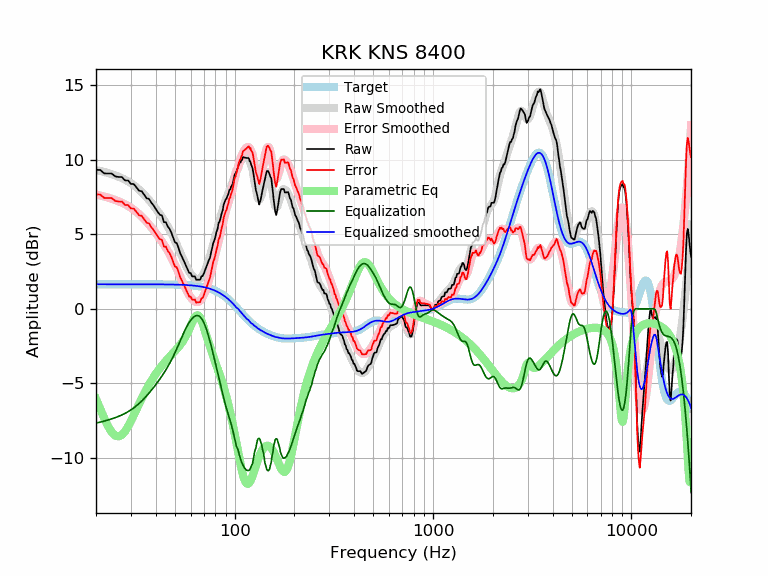 KRK KNS 8400
Target
Raw Smoothed
Error Smoothed
Raw
Error
Parametric Eq
Equalization
Equalized smoothed
15
10
5
0
−5
−10
Amplitude (dBr)
100
1000
10000
Frequency (Hz)